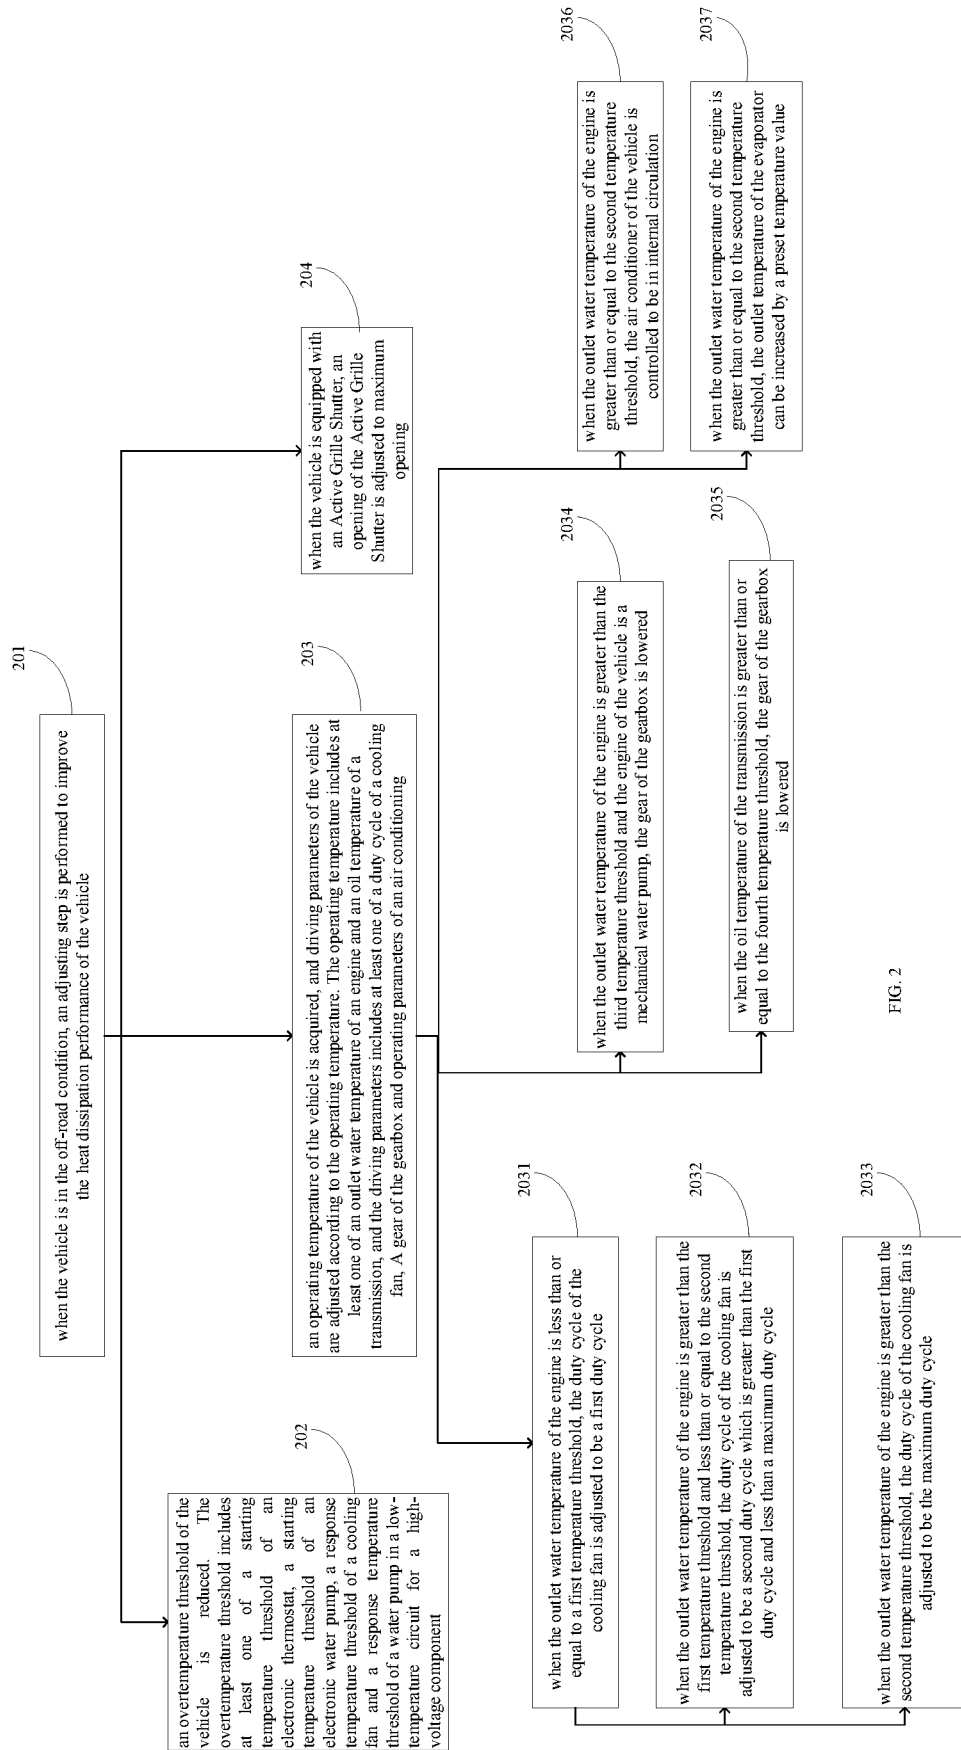 201
when the vehicle is in the off-road condition, an adjusting step is performed to improve
the heat dissipation performance of the vehicle
202
an overtemperature threshold of the
vehicle is reduced. The
overtemperature threshold includes
at least one of a starting
temperature threshold of an
electronic thermostat, a starting
temperature threshold of an
electronic water pump, a response
temperature threshold of a cooling
fan and a response temperature
threshold of a water pump in a low-
temperature circuit for a high-
voltage component
203
an operating temperature of the vehicle is acquired, and driving parameters of the vehicle
are adjusted according to the operating temperature. The operating temperature includes at
least one of an outlet water temperature of an engine and an oil temperature of a
transmission, and the driving parameters includes at least one of a duty cycle of a cooling
fan, A gear of the gearbox and operating parameters of an air conditioning
204
when the vehicle is equipped with
an Active Grille Shutter, an
opening of the Active Grille
Shutter is adjusted to maximum
opening
2031
when the outlet water temperature of the engine is less than or
equal to a first temperature threshold, the duty cycle of the
cooling fan is adjusted to be a first duty cycle
2032
when the outlet water temperature of the engine is greater than the
first temperature threshold and less than or equal to the second
temperature threshold, the duty cycle of the cooling fan is
adjusted to be a second duty cycle which is greater than the first
duty cycle and less than a maximum duty cycle
2033
when the outlet water temperature of the engine is greater than the
second temperature threshold, the duty cycle of the cooling fan is
adjusted to be the maximum duty cycle
2034
when the outlet water temperature of the engine is greater than the
third temperature threshold and the engine of the vehicle is a
mechanical water pump, the gear of the gearbox is lowered
2035
when the oil temperature of the transmission is greater than or
equal to the fourth temperature threshold, the gear of the gearbox
is lowered
2036
when the outlet water temperature of the engine is
greater than or equal to the second temperature
threshold, the air conditioner of the vehicle is
controlled to be in internal circulation
2037
when the outlet water temperature of the engine is
greater than or equal to the second temperature
threshold, the outlet temperature of the evaporator
can be increased by a preset temperature value
FIG. 2